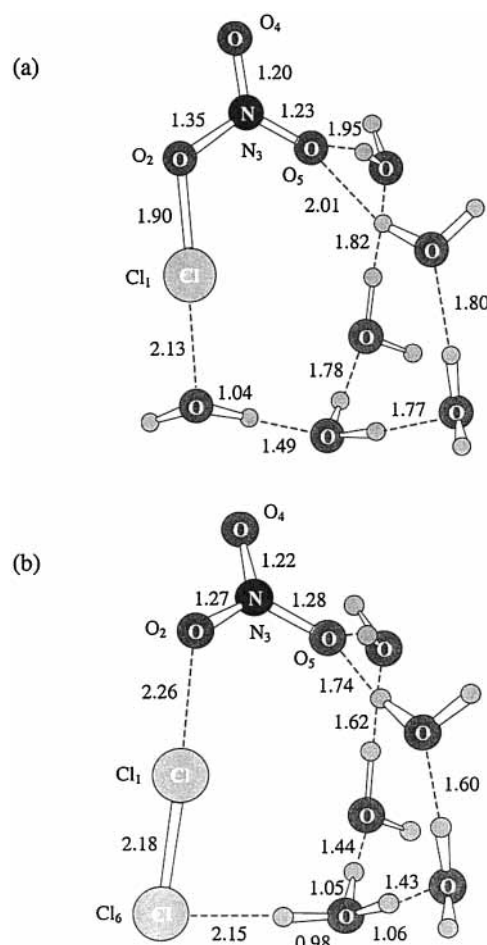 (a)
O4
O
1.20
N
1.35
1.23
1.95
O2
O
N3
O
O5
O
2.01
1.90
1.82
O
Cl1
Cl
1.80
2.13
O
1.04
1.78
1.77
O
O
1.49
O
(b)
O4
O
1.22
N
1.27
1.28
O2
O
N3
O
O5
O
1.74
2.26
1.62
O
Cl1
Cl
1.60
2.18
O
1.44
1.43
1.05
O
Cl6
Cl
O
2.15
0.98
1.06